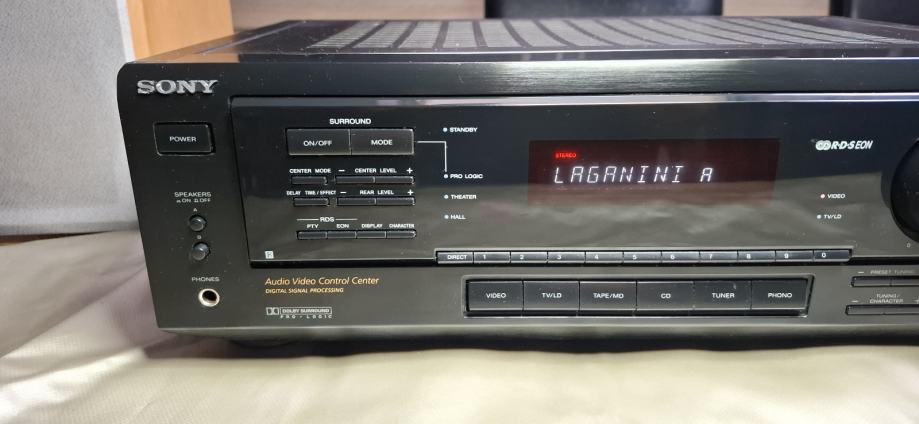 SONY
POWER
SPEAKERS
ON OFF
A
B
PHONES
SURROUND
ON/OFF MODE
CENTER MODE − CENTER LEVEL +
DELAY TIME/EFFECT − REAR LEVEL +
RDS
PTY EON DISPLAY CHARACTER
STANDBY
PRO LOGIC
THEATER
HALL
STEREO
LAGANINI A
R·D·S EON
VIDEO
TV/LD
DIRECT 1 2 3 4 5 6 7 8 9 0
Audio Video Control Center
DIGITAL SIGNAL PROCESSING
DOLBY SURROUND
PRO · LOGIC
VIDEO TV/LD TAPE/MD CD TUNER PHONO
− PRESET TUNING
TUNING/
− CHARACTER
0